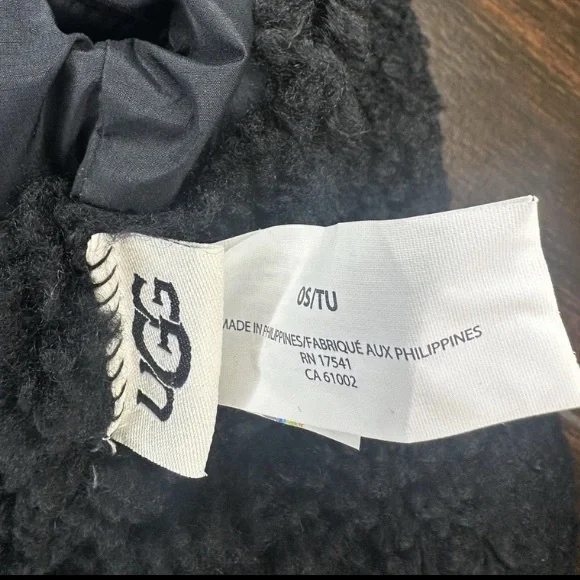 UGG
OS/TU
MADE IN PHILIPPINES/FABRIQUÉ AUX PHILIPPINES
RN 17541
CA 61002